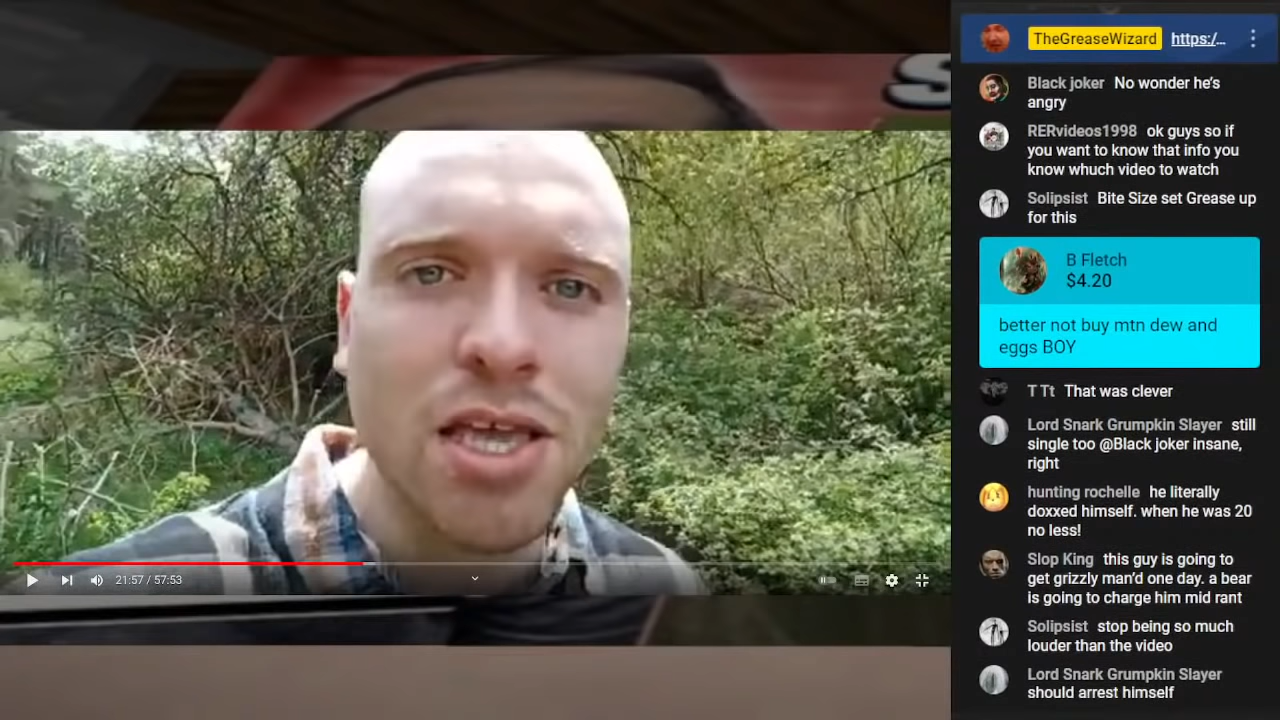 S
TheGreaseWizard https:/...
Black joker No wonder he's
angry
RERvideos1998 ok guys so if
you want to know that info you
know whuch video to watch
Solipsist Bite Size set Grease up
for this
B Fletch
$4.20
better not buy mtn dew and
eggs BOY
T Tt That was clever
Lord Snark Grumpkin Slayer still
single too @Black joker insane,
right
hunting rochelle he literally
doxxed himself. when he was 20
no less!
Slop King this guy is going to
get grizzly man'd one day. a bear
is going to charge him mid rant
Solipsist stop being so much
louder than the video
Lord Snark Grumpkin Slayer
should arrest himself
21:57 / 57:53